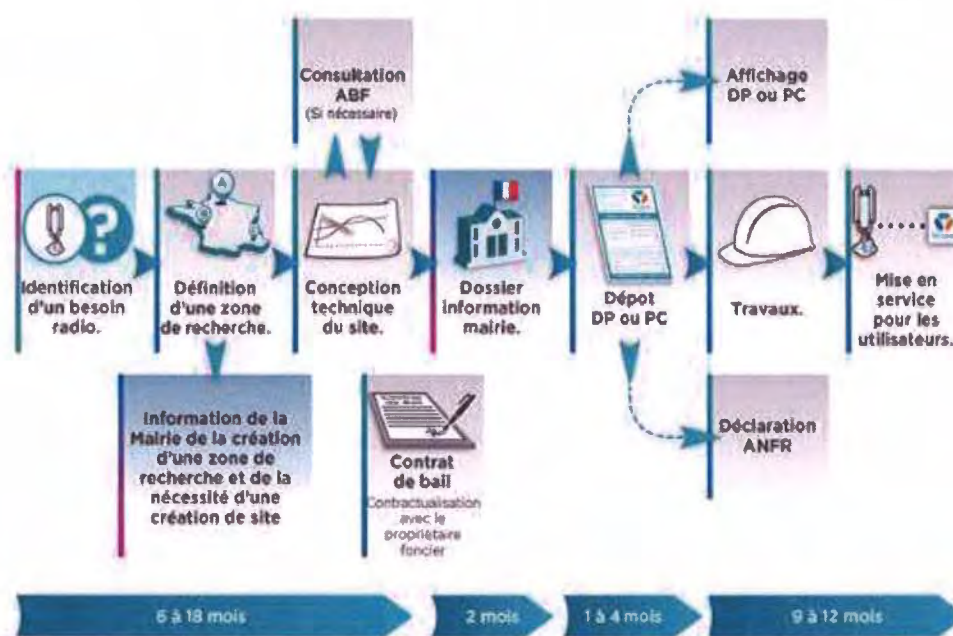 Consultation
ABF
(Si nécessaire)
Affichage
DP ou PC
Identification
d'un besoin
radio.
Définition
d'une zone
de recherche.
Conception
technique
du site.
Dossier
information
mairie.
Dépot
DP ou PC
Travaux.
Mise en
service
pour les
utilisateurs.
Information de la
Mairie de la création
d'une zone de
recherche et de la
nécessité d'une
création de site
Contrat
de bail
Contractualisation
avec le
propriétaire
foncier
Déclaration
ANFR
6 à 18 mois
2 mois
1 à 4 mois
9 à 12 mois